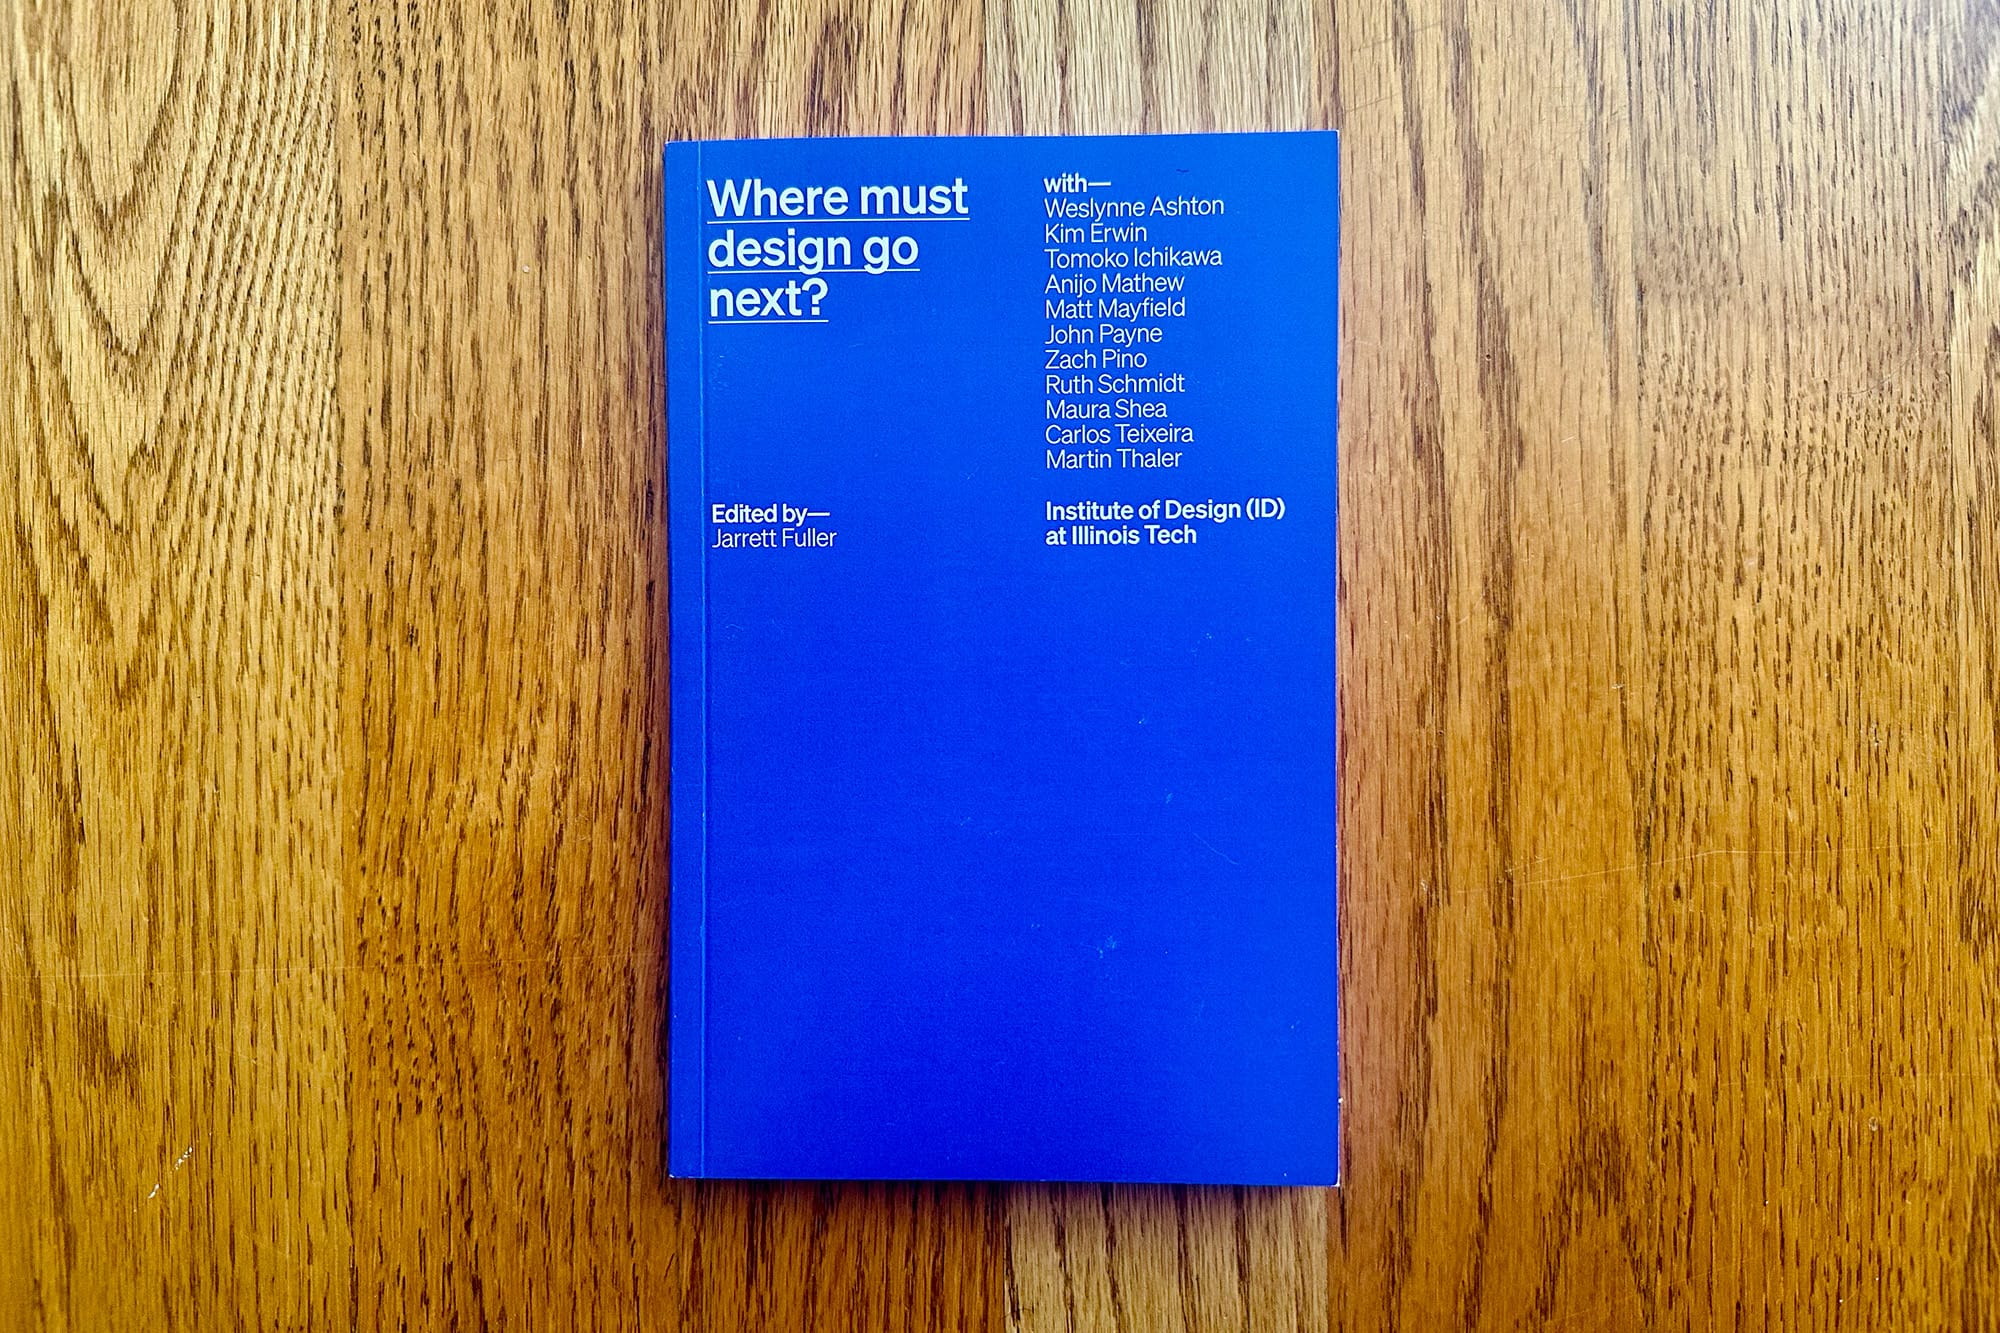 Where must
design go
next?
with—
Weslynne Ashton
Kim Erwin
Tomoko Ichikawa
Anijo Mathew
Matt Mayfield
John Payne
Zach Pino
Ruth Schmidt
Maura Shea
Carlos Teixeira
Martin Thaler
Edited by—
Jarrett Fuller
Institute of Design (ID)
at Illinois Tech